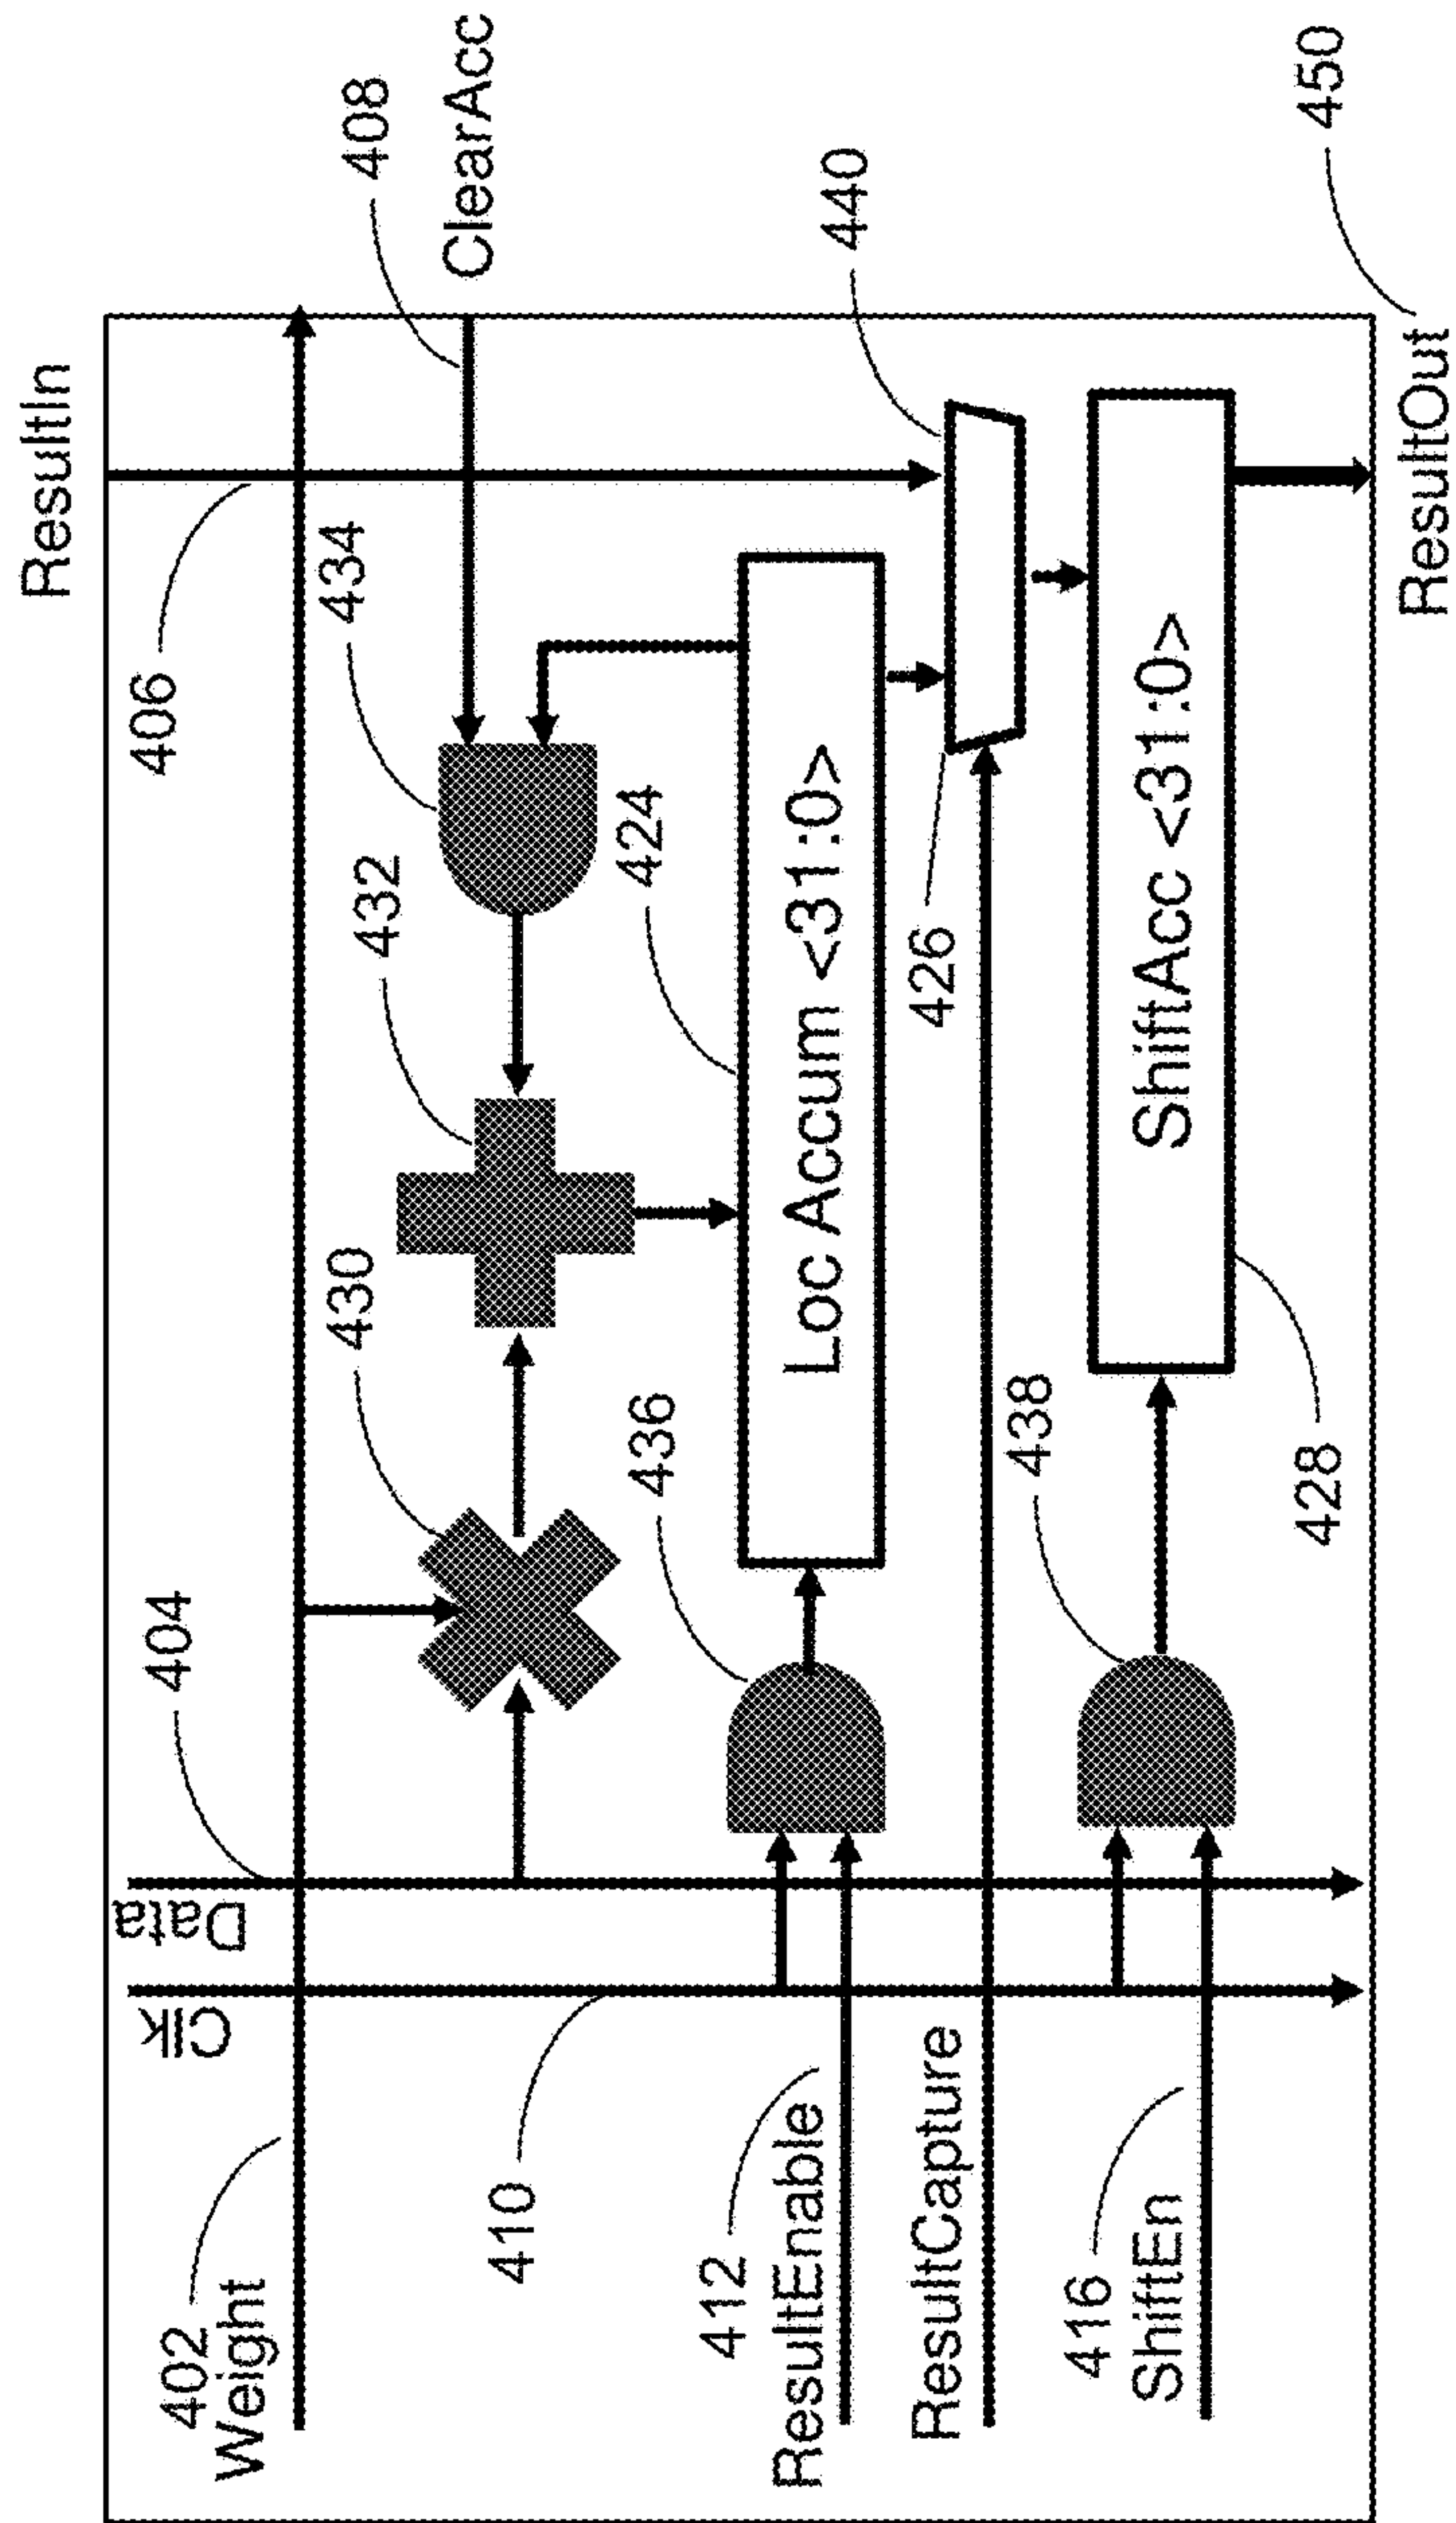 ResultIn
402
Weight
Clk
Data
404
406
408
ClearAcc
410
430
432
434
412
ResultEnable
436
424
Loc Accum <31:0>
ResultCapture
426
440
416
ShiftEn
438
ShiftAcc <31:0>
428
ResultOut
450